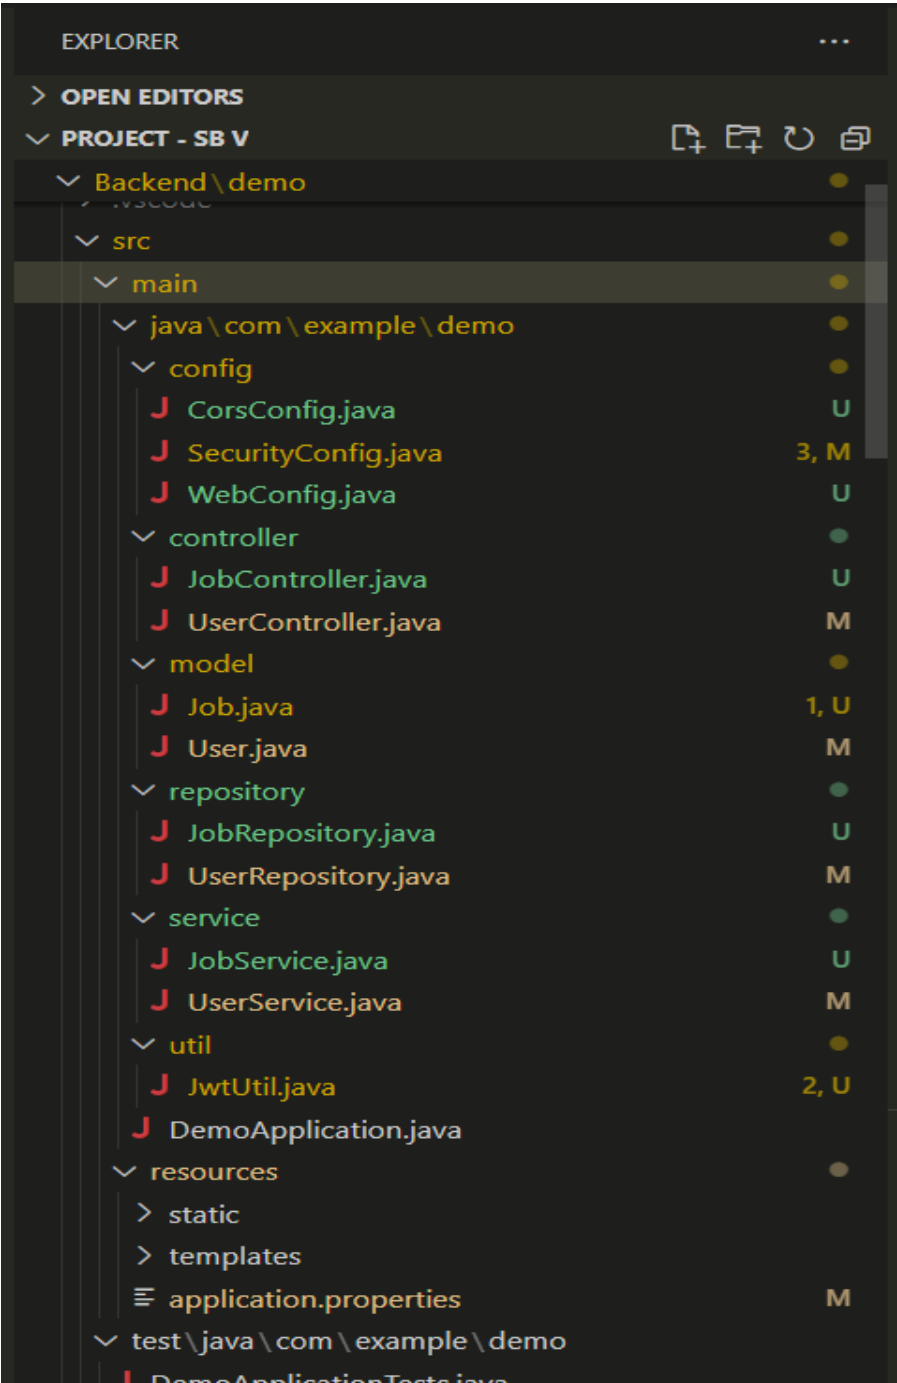 EXPLORER ...
OPEN EDITORS
PROJECT - SB V
Backend\demo
.vscode
src
main
java\com\example\demo
config
CorsConfig.java U
SecurityConfig.java 3, M
WebConfig.java U
controller
JobController.java U
UserController.java M
model
Job.java 1, U
User.java M
repository
JobRepository.java U
UserRepository.java M
service
JobService.java U
UserService.java M
util
JwtUtil.java 2, U
DemoApplication.java
resources
static
templates
application.properties M
test\java\com\example\demo
DemoApplicationTests.java